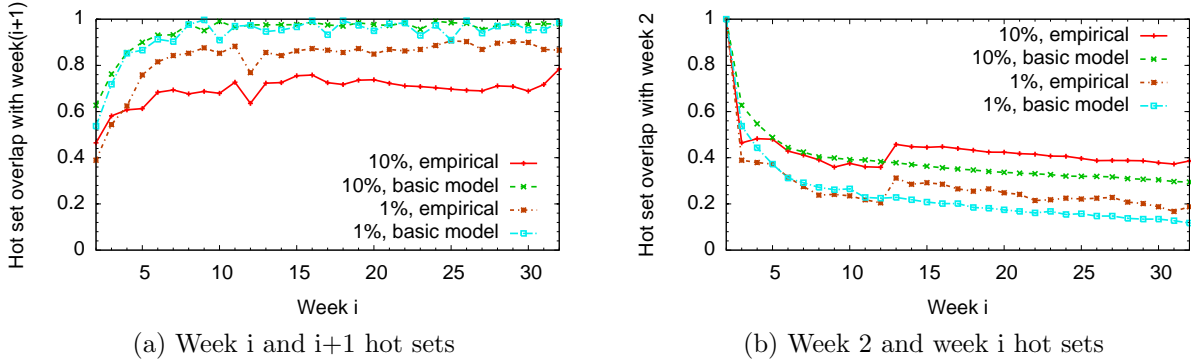 Hot set overlap with week(i+1)
1
0.8
0.6
0.4
0.2
0
10%, empirical
10%, basic model
1%, empirical
1%, basic model
5 10 15 20 25 30
Week i
(a) Week i and i+1 hot sets
Hot set overlap with week 2
1
0.8
0.6
0.4
0.2
0
10%, empirical
10%, basic model
1%, empirical
1%, basic model
5 10 15 20 25 30
Week i
(b) Week 2 and week i hot sets